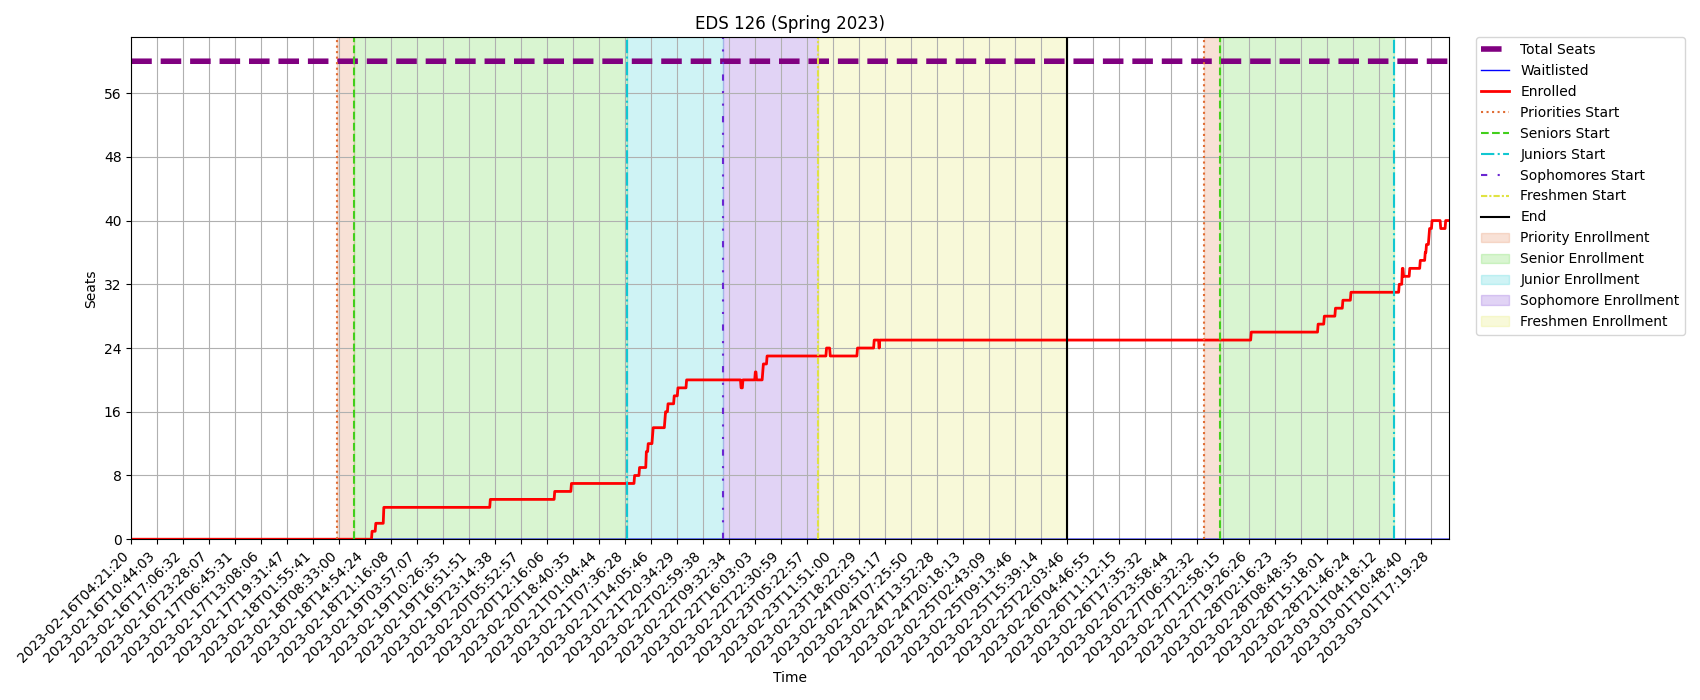 EDS 126 (Spring 2023)
Seats
56
48
40
32
24
16
8
0
2023-02-16T04:21:20
2023-02-16T10:44:03
2023-02-16T17:06:32
2023-02-16T23:28:07
2023-02-17T06:45:31
2023-02-17T13:08:06
2023-02-17T19:31:47
2023-02-18T01:55:41
2023-02-18T08:33:00
2023-02-18T14:54:24
2023-02-18T21:16:08
2023-02-19T03:57:07
2023-02-19T10:26:35
2023-02-19T16:51:51
2023-02-19T23:14:38
2023-02-20T05:52:57
2023-02-20T12:16:06
2023-02-20T18:40:35
2023-02-21T01:04:44
2023-02-21T07:36:28
2023-02-21T14:05:46
2023-02-21T20:34:29
2023-02-22T02:59:38
2023-02-22T09:32:34
2023-02-22T16:03:03
2023-02-22T22:30:59
2023-02-23T05:22:57
2023-02-23T11:51:00
2023-02-23T18:22:29
2023-02-24T00:51:17
2023-02-24T07:25:50
2023-02-24T13:52:28
2023-02-24T20:18:13
2023-02-25T02:43:09
2023-02-25T09:13:46
2023-02-25T15:39:14
2023-02-25T22:03:46
2023-02-26T04:46:55
2023-02-26T11:12:15
2023-02-26T17:35:32
2023-02-26T23:58:44
2023-02-27T06:32:32
2023-02-27T12:58:15
2023-02-27T19:26:26
2023-02-28T02:16:23
2023-02-28T08:48:35
2023-02-28T15:18:01
2023-02-28T21:46:24
2023-03-01T04:18:12
2023-03-01T10:48:40
2023-03-01T17:19:28
Time
Total Seats
Waitlisted
Enrolled
Priorities Start
Seniors Start
Juniors Start
Sophomores Start
Freshmen Start
End
Priority Enrollment
Senior Enrollment
Junior Enrollment
Sophomore Enrollment
Freshmen Enrollment